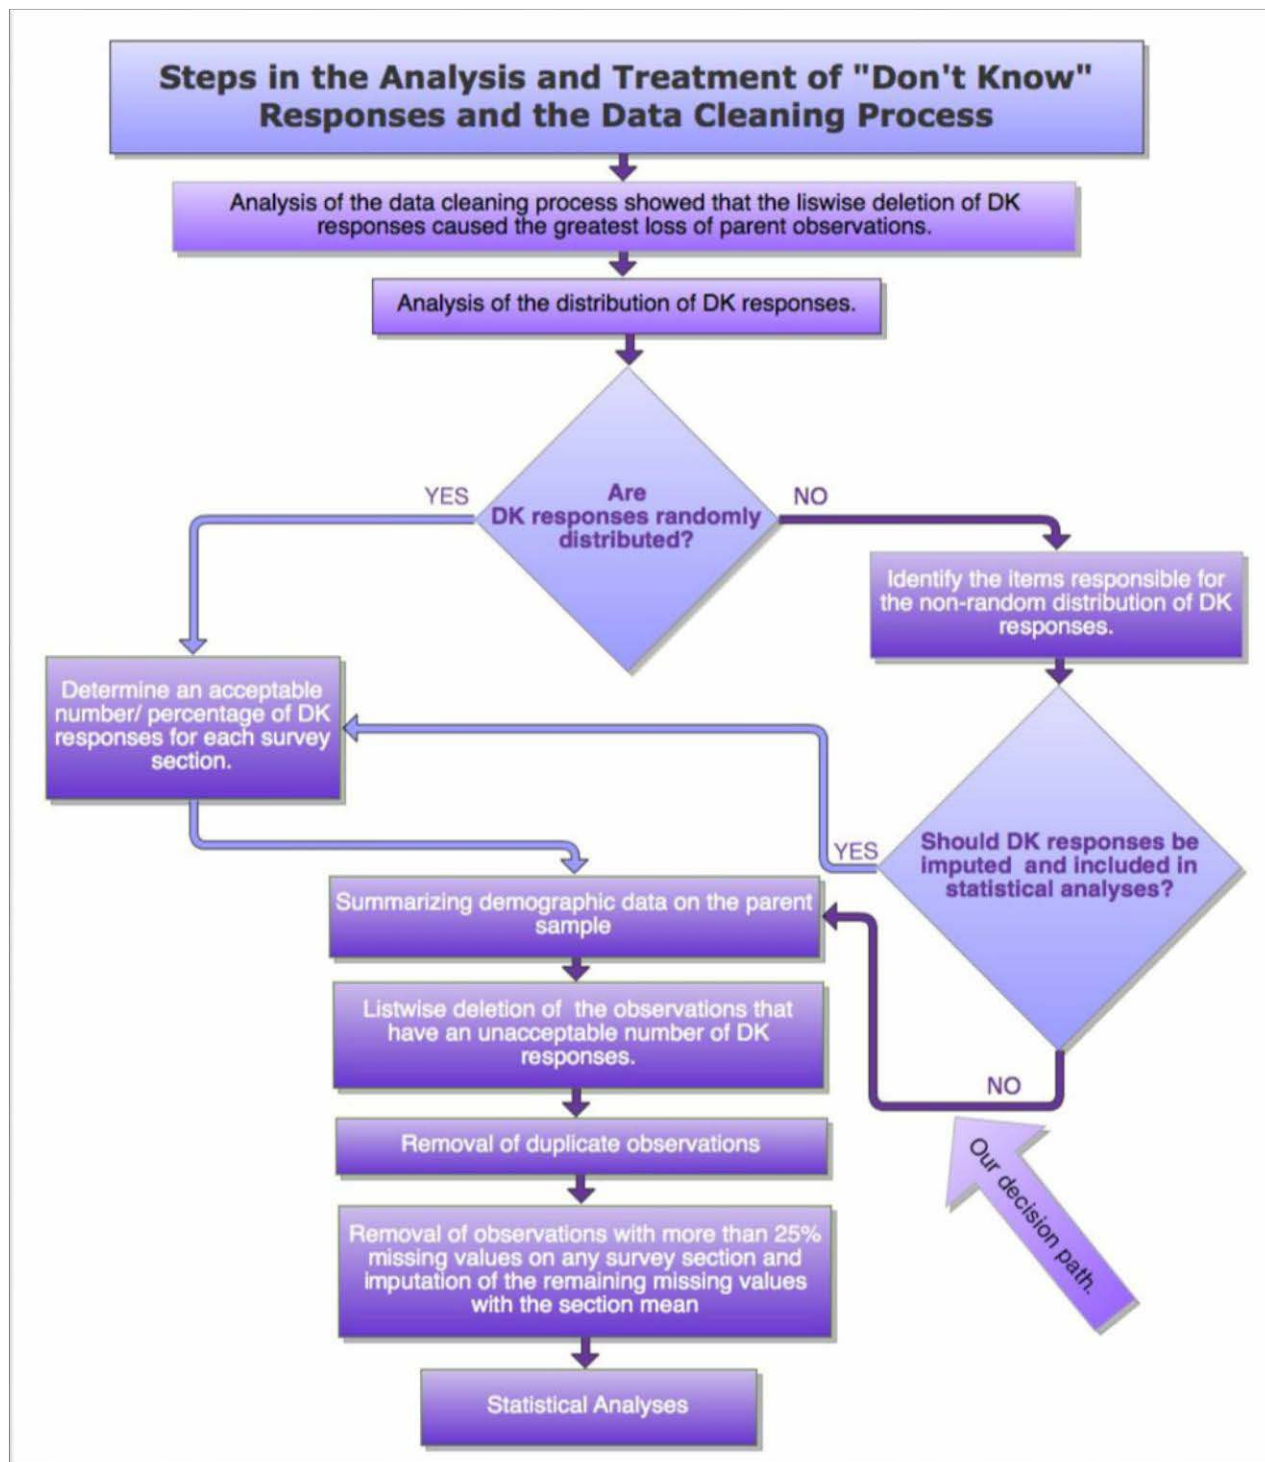 Steps in the Analysis and Treatment of "Don't Know"
Responses and the Data Cleaning Process
Analysis of the data cleaning process showed that the liswise deletion of DK
responses caused the greatest loss of parent observations.
Analysis of the distribution of DK responses.
YES
Are
DK responses randomly
distributed?
NO
Identify the items responsible for
the non-random distribution of DK
responses.
Determine an acceptable
number/ percentage of DK
responses for each survey
section.
YES
Should DK responses be
imputed and included in
statistical analyses?
NO
Our decision path.
Summarizing demographic data on the parent
sample
Listwise deletion of the observations that
have an unacceptable number of DK
responses.
Removal of duplicate observations
Removal of observations with more than 25%
missing values on any survey section and
imputation of the remaining missing values
with the section mean
Statistical Analyses